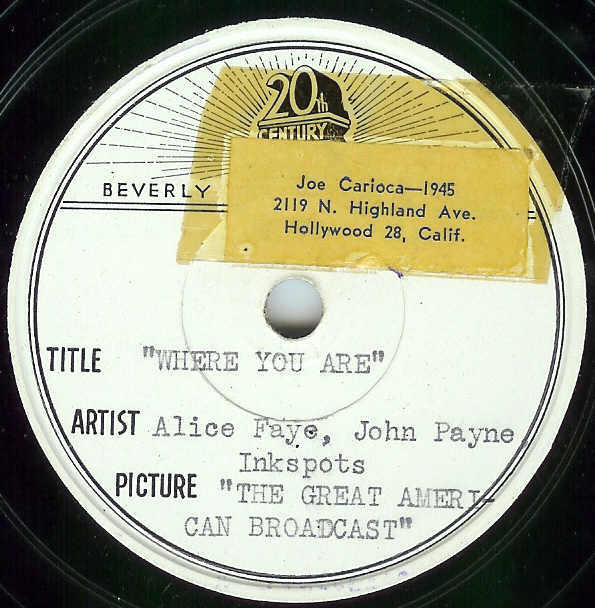 20th
CENTURY
BEVERLY
Joe Carioca—1945
2119 N. Highland Ave.
Hollywood 28, Calif.
TITLE "WHERE YOU ARE"
ARTIST Alice Faye, John Payne
Inkspots
PICTURE "THE GREAT AMERI-
CAN BROADCAST"